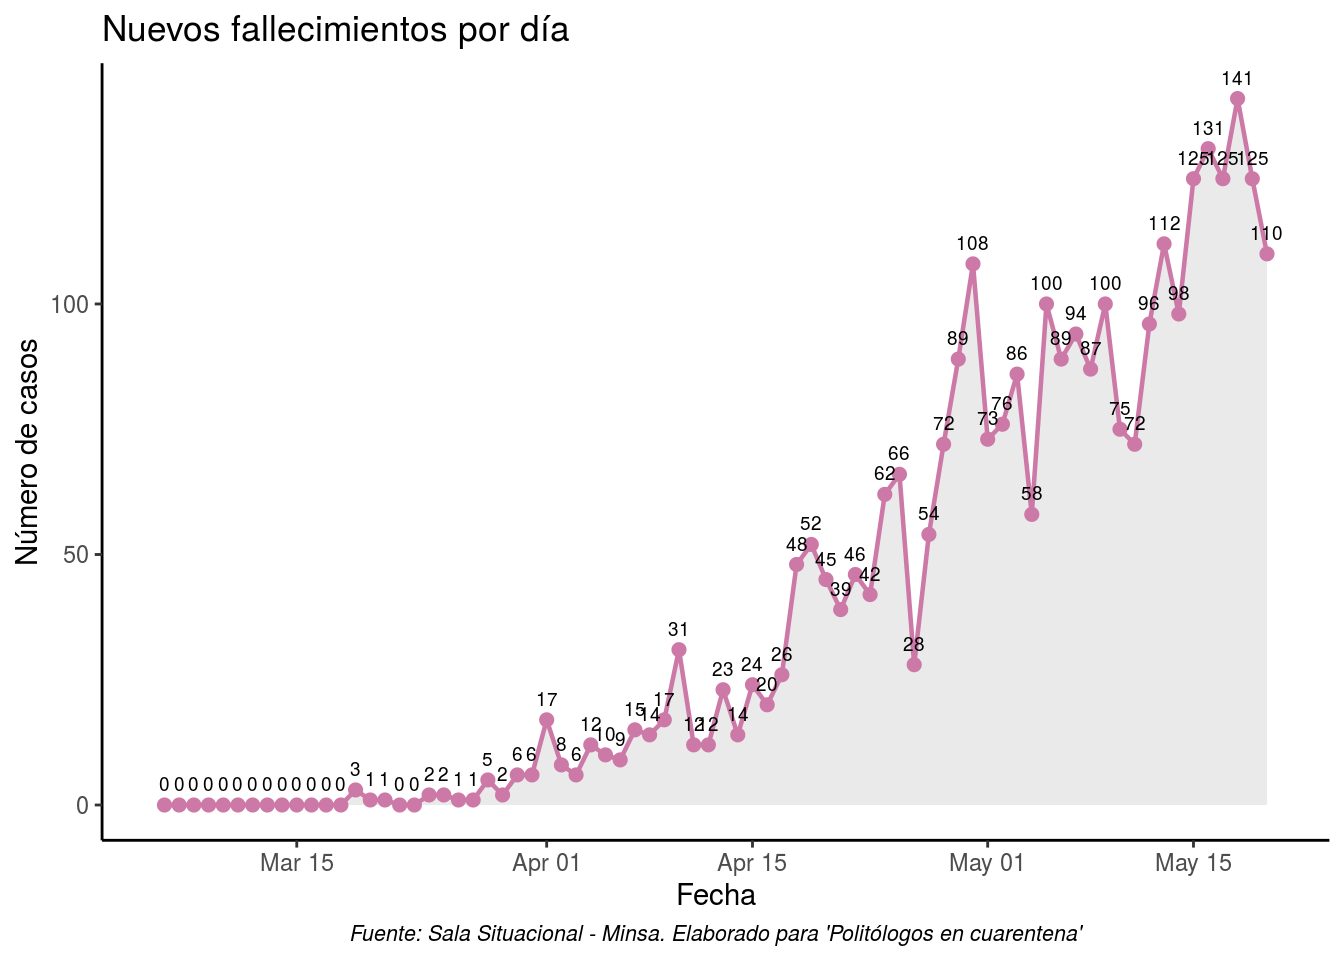 Nuevos fallecimientos por día
Número de casos
100
50
0
0 0 0 0 0 0 0 0 0 0 0 0 0 3 1 1 0 0 2 2 1 1 5 2 6 6 17 8 6 12 10 9 15 14 17 31 12 12 23 14 24 20 26 48 52 45 39 46 42 62 66 28 54 72 89 108 73 76 86 58 100 89 94 87 100 75 72 96 112 98 125 131 125 141 125 110
Mar 15 Apr 01 Apr 15 May 01 May 15
Fecha
Fuente: Sala Situacional - Minsa. Elaborado para 'Politólogos en cuarentena'